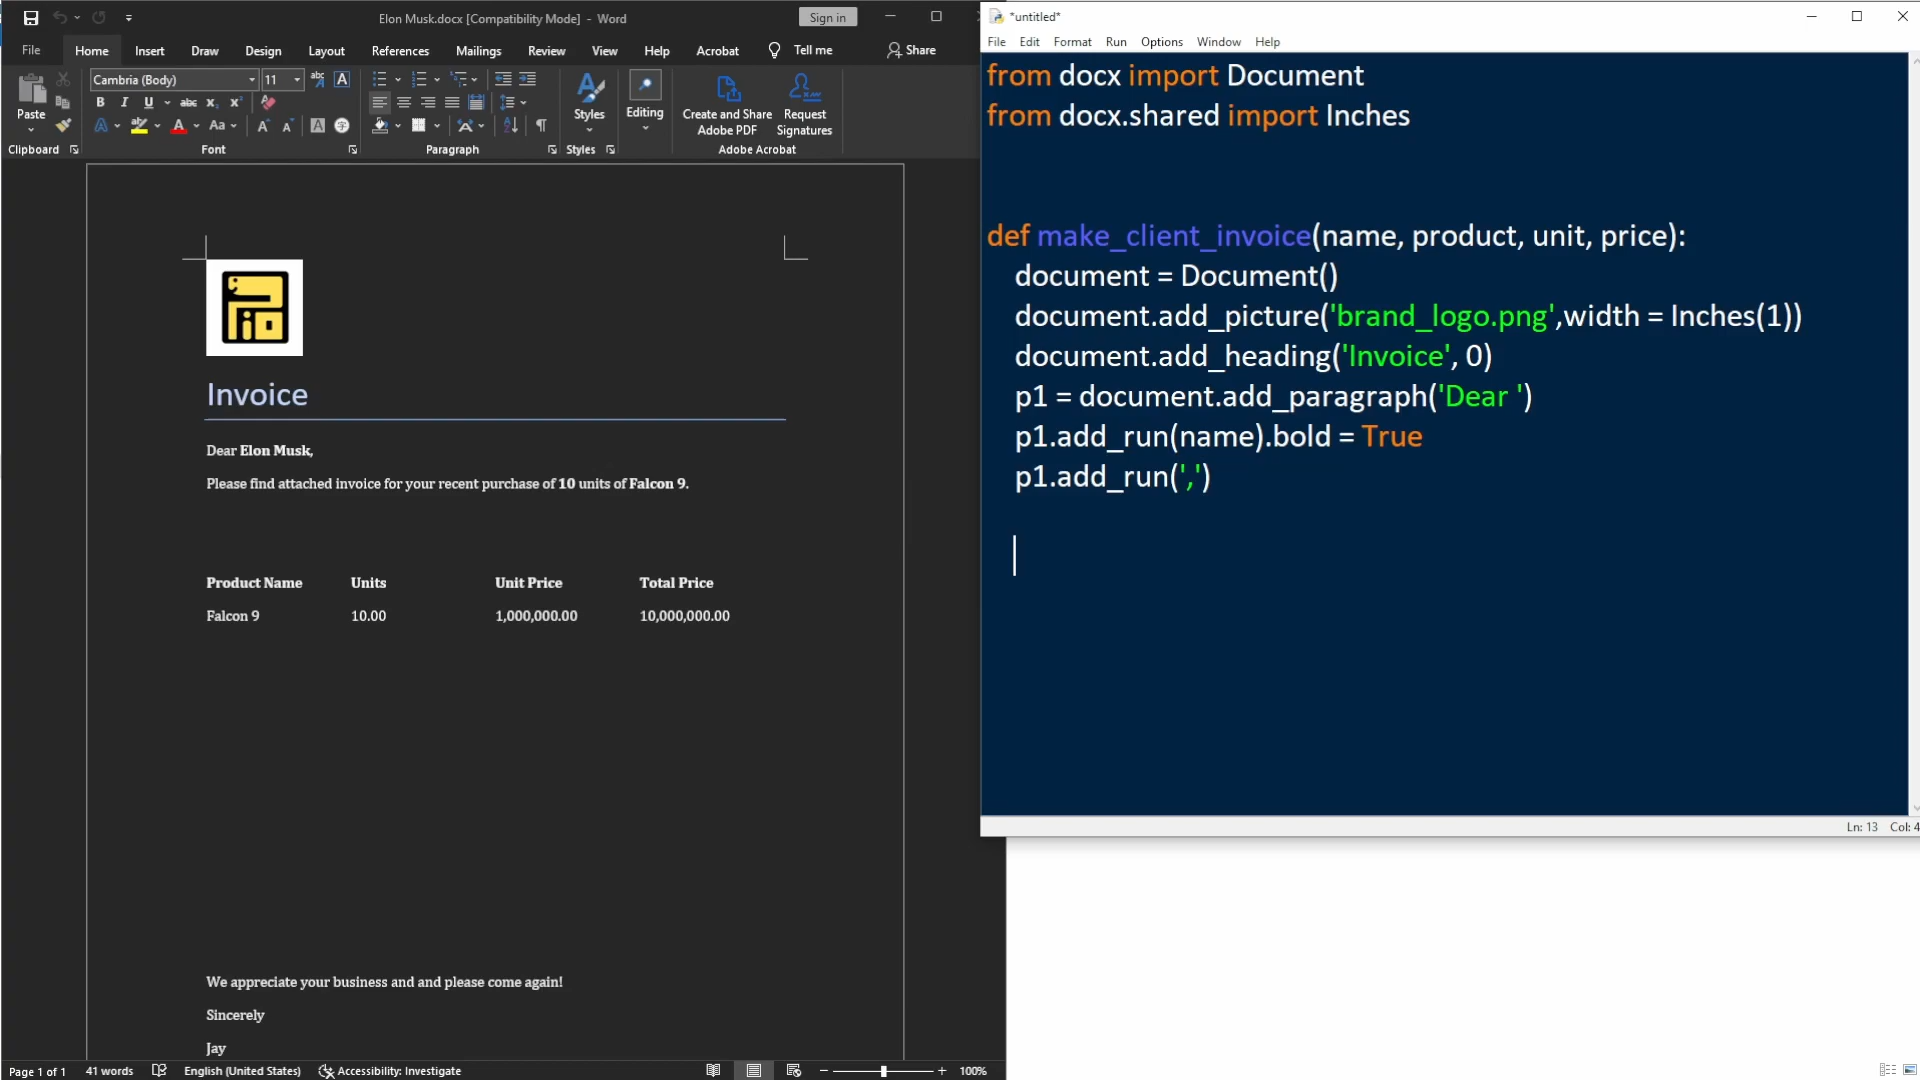 Elon Musk.docx [Compatibility Mode] - Word
Sign in
File Home Insert Draw Design Layout References Mailings Review View Help Acrobat Tell me Share
Cambria (Body) 11
Paste
Styles
Editing
Create and Share Adobe PDF
Request Signatures
Clipboard Font Paragraph Styles Adobe Acrobat
Pio
Invoice
Dear Elon Musk,
Please find attached invoice for your recent purchase of 10 units of Falcon 9.
Product Name Units Unit Price Total Price
Falcon 9 10.00 1,000,000.00 10,000,000.00
We appreciate your business and and please come again!
Sincerely
Jay
Page 1 of 1 41 words English (United States) Accessibility: Investigate 100%
*untitled*
File Edit Format Run Options Window Help
from docx import Document
from docx.shared import Inches
def make_client_invoice(name, product, unit, price):
document = Document()
document.add_picture('brand_logo.png',width = Inches(1))
document.add_heading('Invoice', 0)
p1 = document.add_paragraph('Dear ')
p1.add_run(name).bold = True
p1.add_run(',')
Ln: 13 Col: 4